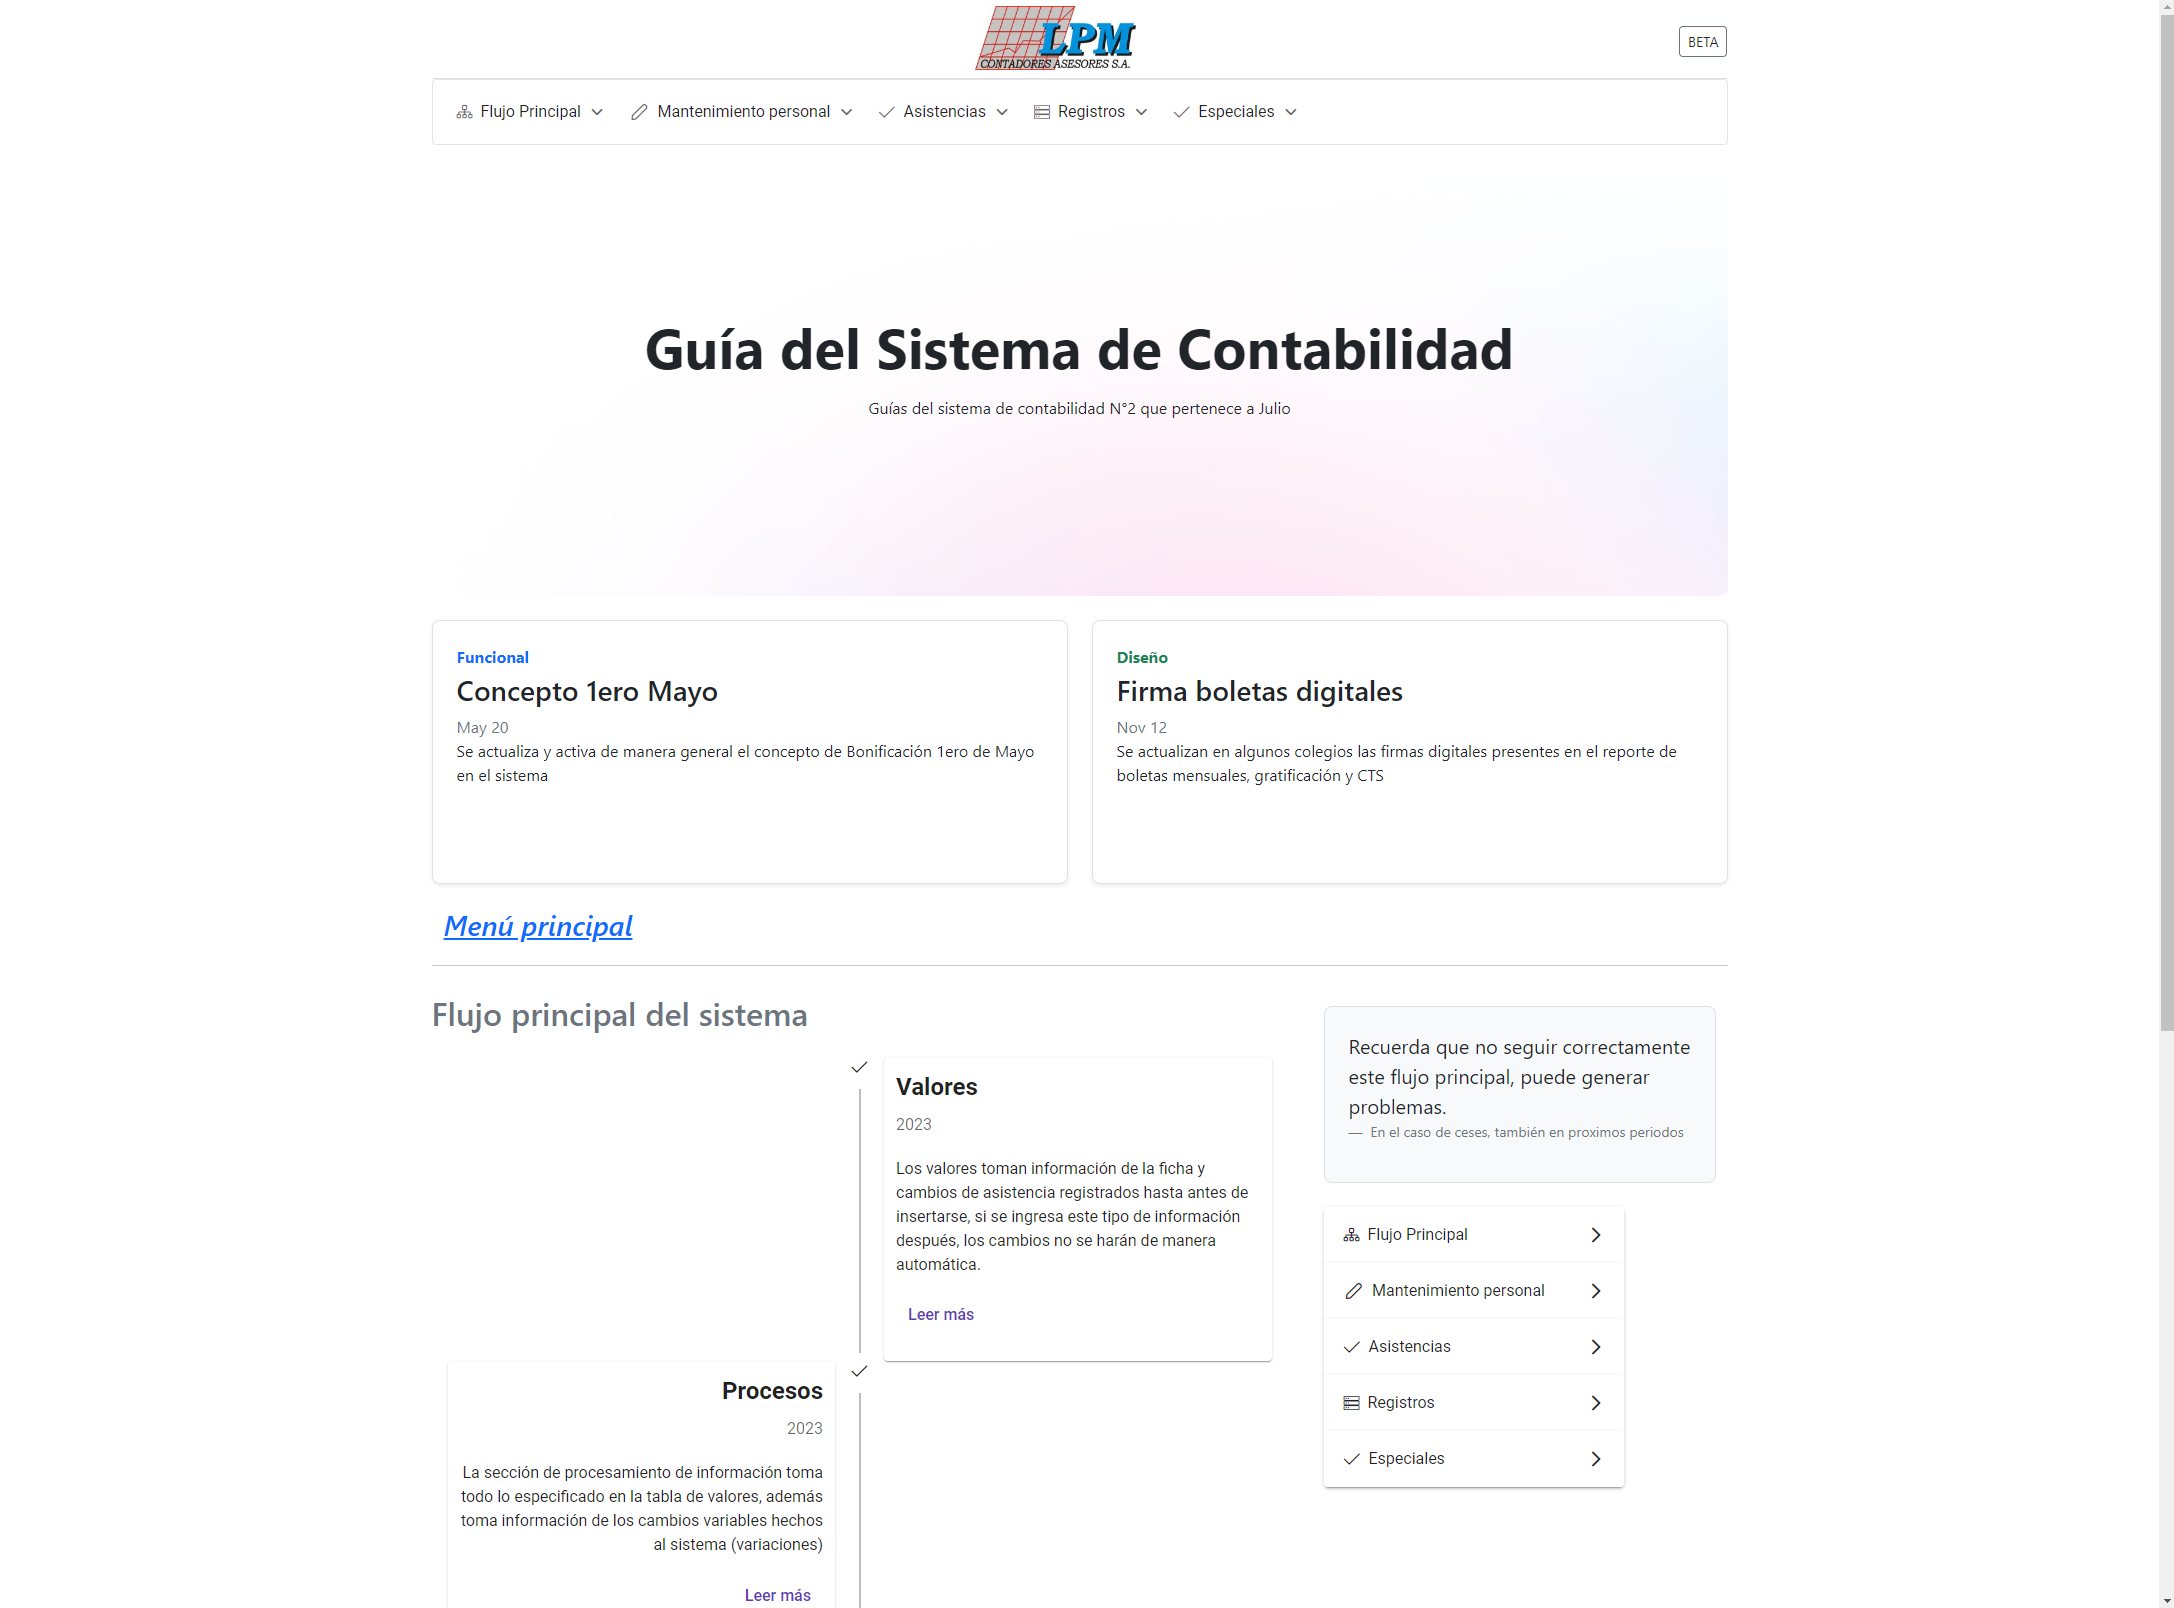 LPM
CONTADORES ASESORES S.A.
BETA
Flujo Principal
Mantenimiento personal
Asistencias
Registros
Especiales
Guía del Sistema de Contabilidad
Guías del sistema de contabilidad N°2 que pertenece a Julio
Funcional
Concepto 1ero Mayo
May 20
Se actualiza y activa de manera general el concepto de Bonificación 1ero de Mayo
en el sistema
Diseño
Firma boletas digitales
Nov 12
Se actualizan en algunos colegios las firmas digitales presentes en el reporte de
boletas mensuales, gratificación y CTS
Menú principal
Flujo principal del sistema
Valores
2023
Los valores toman información de la ficha y
cambios de asistencia registrados hasta antes de
insertarse, si se ingresa este tipo de información
después, los cambios no se harán de manera
automática.
Leer más
Procesos
2023
La sección de procesamiento de información toma
todo lo especificado en la tabla de valores, además
toma información de los cambios variables hechos
al sistema (variaciones)
Leer más
Recuerda que no seguir correctamente
este flujo principal, puede generar
problemas.
— En el caso de ceses, también en proximos periodos
Flujo Principal
Mantenimiento personal
Asistencias
Registros
Especiales